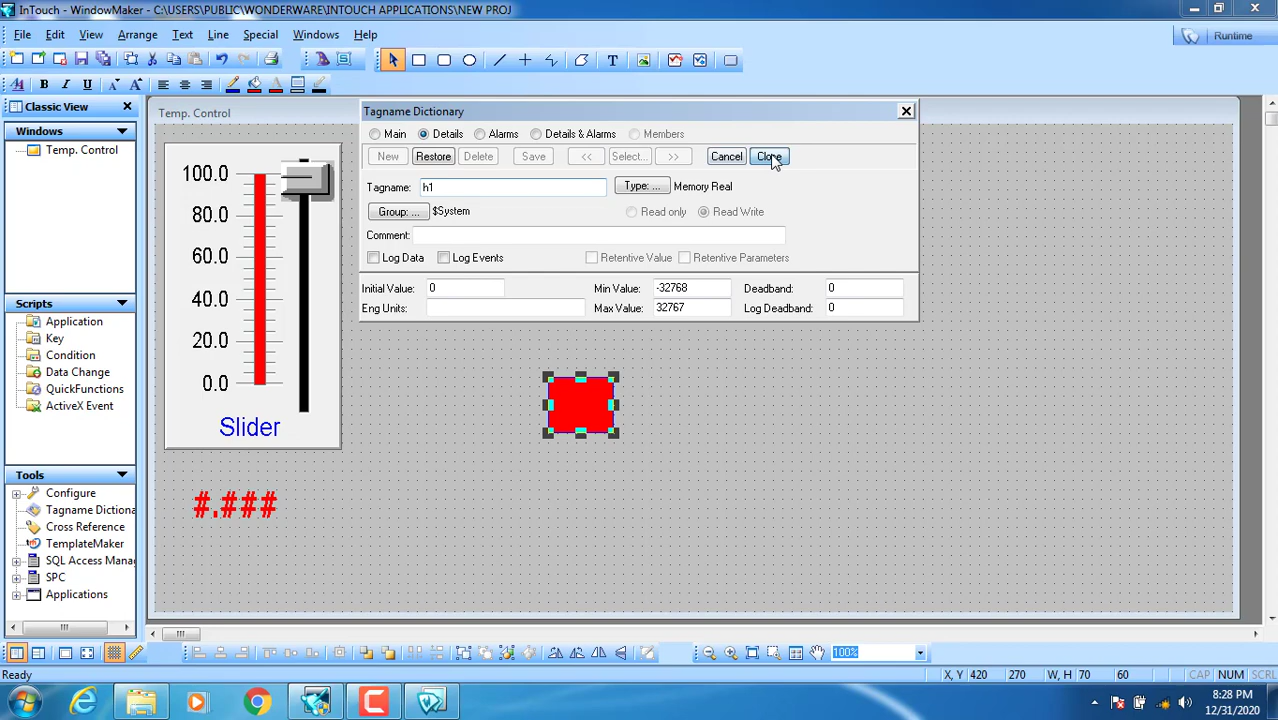 InTouch - WindowMaker - C:\USERS\PUBLIC\WONDERWARE\INTOUCH APPLICATIONS\NEW PROJ
File Edit View Arrange Text Line Special Windows Help
Runtime
B I U A A A
Classic View
Windows
Temp. Control
Scripts
Application
Key
Condition
Data Change
QuickFunctions
ActiveX Event
Tools
Configure
Tagname Dictiona
Cross Reference
TemplateMaker
SQL Access Mana
SPC
Applications
Temp. Control
100.0
80.0
60.0
40.0
20.0
0.0
Slider
#.###
Tagname Dictionary
Main Details Alarms Details & Alarms Members
New Restore Delete Save << Select... >> Cancel Close
Tagname: h1 Type: ... Memory Real
Group: ... $System Read only Read Write
Comment:
Log Data Log Events Retentive Value Retentive Parameters
Initial Value: 0 Min Value: -32768 Deadband: 0
Eng Units: Max Value: 32767 Log Deadband: 0
100%
Ready X, Y 420 270 W, H 70 60 CAP NUM SCRL
8:28 PM
12/31/2020